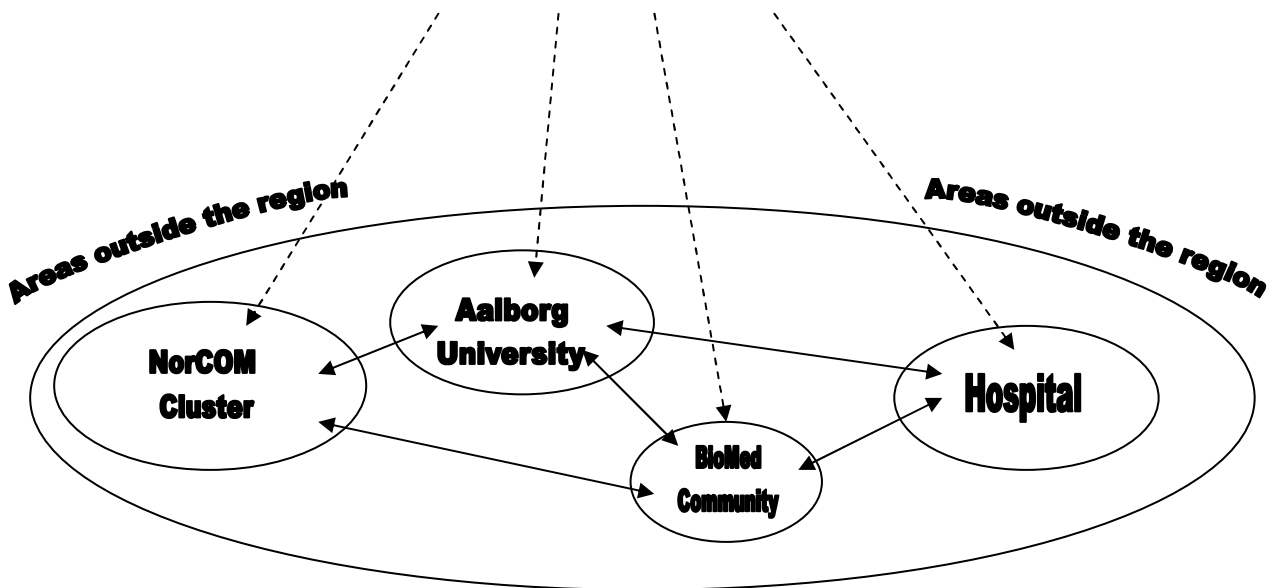 Areas outside the region
Areas outside the region
Aalborg
University
NorCOM
Cluster
Hospital
BioMed
Community